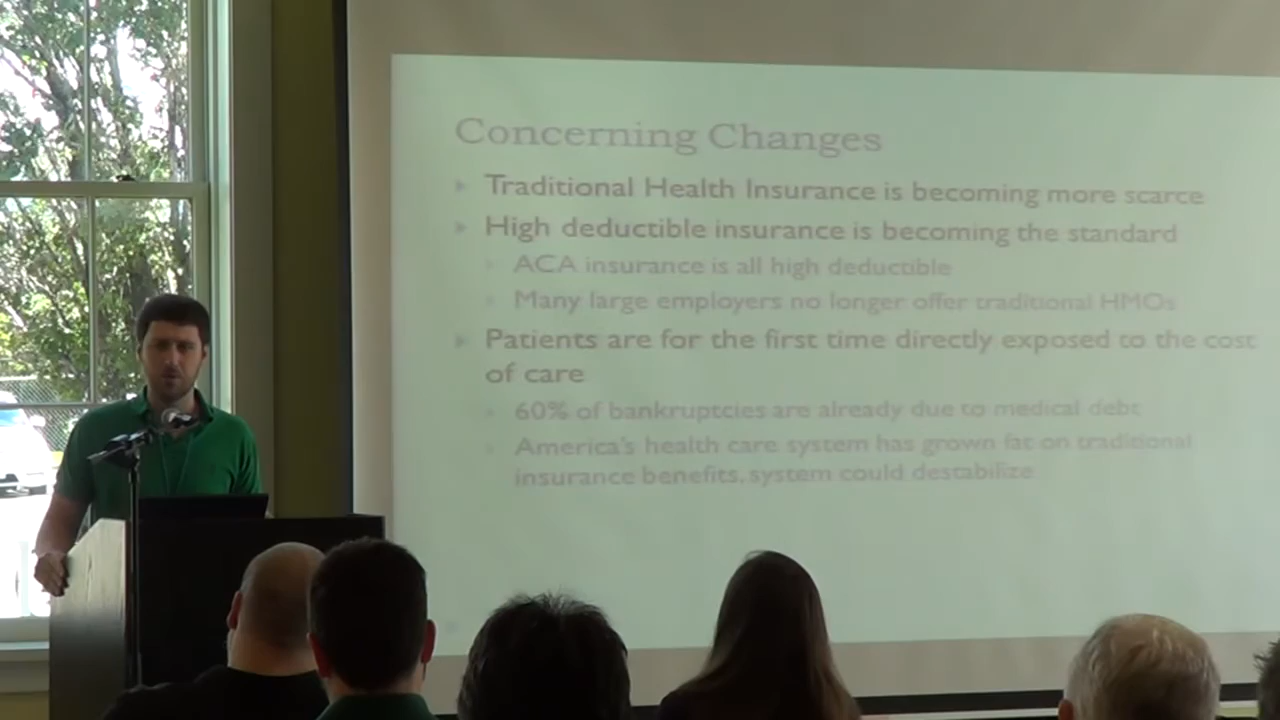 Concerning Changes
Traditional Health Insurance is becoming more scarce
High deductible insurance is becoming the standard
ACA insurance is all high deductible
Many large employers no longer offer traditional HMOs
Patients are for the first time directly exposed to the cost
of care
60% of bankruptcies are already due to medical debt
America's health care system has grown fat on traditional
insurance benefits, system could destabilize